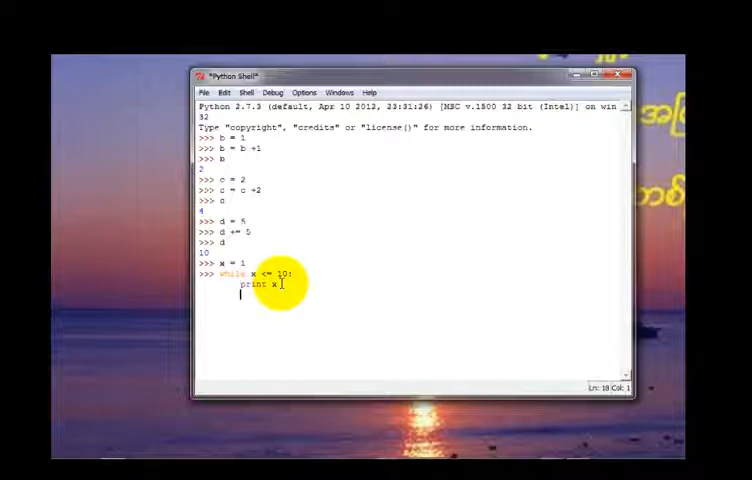 *Python Shell*
File Edit Shell Debug Options Windows Help
Python 2.7.3 (default, Apr 10 2012, 23:31:26) [MSC v.1500 32 bit (Intel)] on win
32
Type "copyright", "credits" or "license()" for more information.
>>> b = 1
>>> b = b +1
>>> b
2
>>> c = 2
>>> c = c +2
>>> c
4
>>> d = 5
>>> d += 5
>>> d
10
>>> x = 1
>>> while x <= 10:
print x
Ln: 18 Col: 1